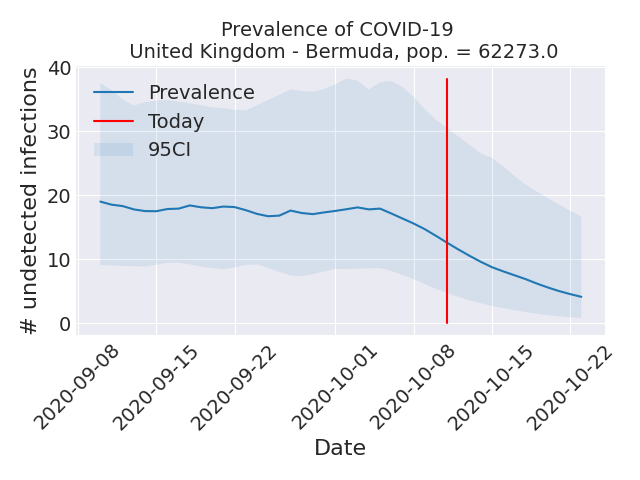 Prevalence of COVID-19
United Kingdom - Bermuda, pop. = 62273.0
# undetected infections
40
30
20
10
0
Prevalence
Today
95CI
2020-09-08
2020-09-15
2020-09-22
2020-10-01
2020-10-08
2020-10-15
2020-10-22
Date